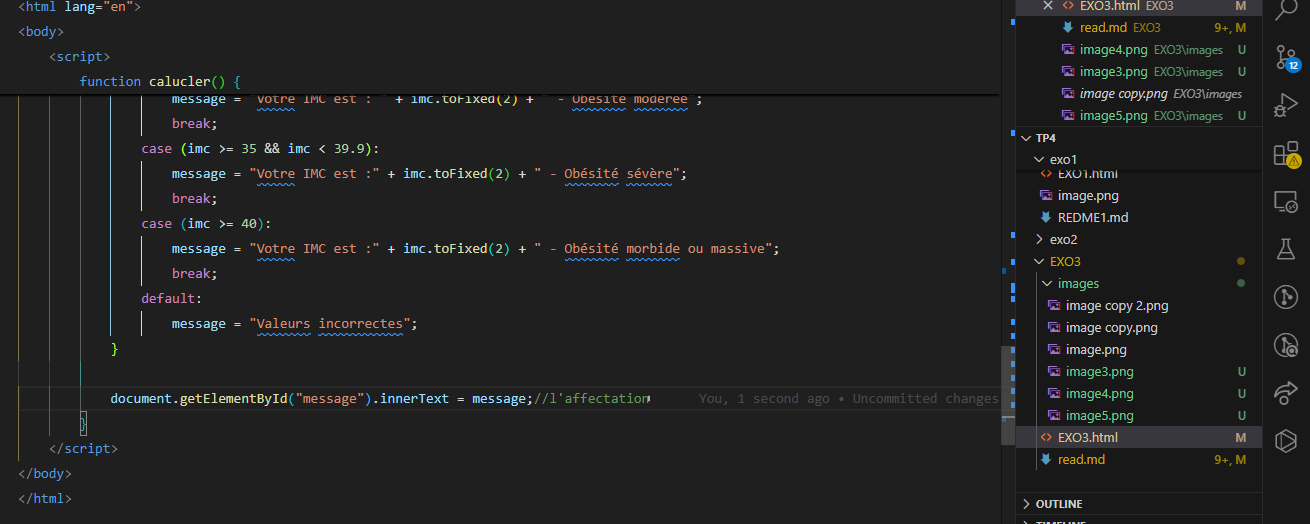 <html lang="en">
<body>
<script>
function calucler() {
message = "Votre IMC est :" + imc.toFixed(2) + " - Obésité modérée";
break;
case (imc >= 35 && imc < 39.9):
message = "Votre IMC est :" + imc.toFixed(2) + " - Obésité sévère";
break;
case (imc >= 40):
message = "Votre IMC est :" + imc.toFixed(2) + " - Obésité morbide ou massive";
break;
default:
message = "Valeurs incorrectes";
}
document.getElementById("message").innerText = message;//l'affectation You, 1 second ago • Uncommitted changes
}
</script>
</body>
</html>
EXO3.html EXO3 M
read.md EXO3 9+, M
image4.png EXO3\images U
image3.png EXO3\images U
image copy.png EXO3\images
image5.png EXO3\images U
TP4
exo1
EXO1.html
image.png
REDME1.md
exo2
EXO3
images
image copy 2.png
image copy.png
image.png
image3.png U
image4.png U
image5.png U
EXO3.html M
read.md 9+, M
OUTLINE
TIMELINE
12